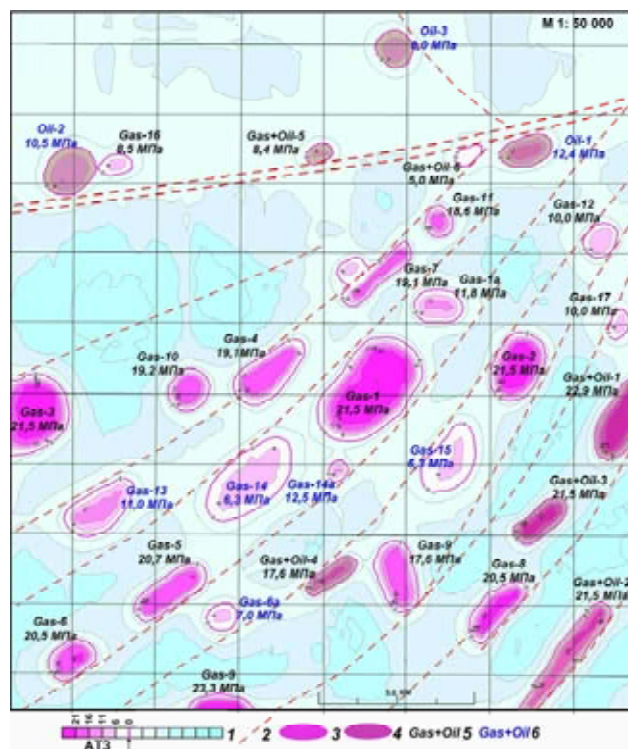 M 1: 50 000
Oil-3
8,0 МПа
Oil-2
10,5 МПа
Gas-16
8,5 МПа
Gas+Oil-5
8,4 МПа
Oil-1
12,4 МПа
Gas+Oil-6
5,0 МПа
Gas-11
18,6 МПа
Gas-12
10,0 МПа
Gas-7
19,1 МПа
Gas-1a
11,8 МПа
Gas-17
10,0 МПа
Gas-4
19,1МПа
Gas-10
19,2 МПа
Gas-2
21,5 МПа
Gas+Oil-1
22,9 МПа
Gas-1
21,5 МПа
Gas-3
21,5 МПа
Gas-15
6,3 МПа
Gas-14
6,3 МПа
Gas-14a
12,5 МПа
Gas-13
11,0 МПа
Gas+Oil-3
21,5 МПа
Gas-5
20,7 МПа
Gas+Oil-4
17,6 МПа
Gas-9
17,6 МПа
Gas-8
20,5 МПа
Gas+Oil-2
21,5 МПа
Gas-6a
7,0 МПа
Gas-6
20,5 МПа
Gas-9
23,3 МПа
21 16 11 6 0
АТЗ
1 2 3 4 Gas+Oil 5 Gas+Oil 6